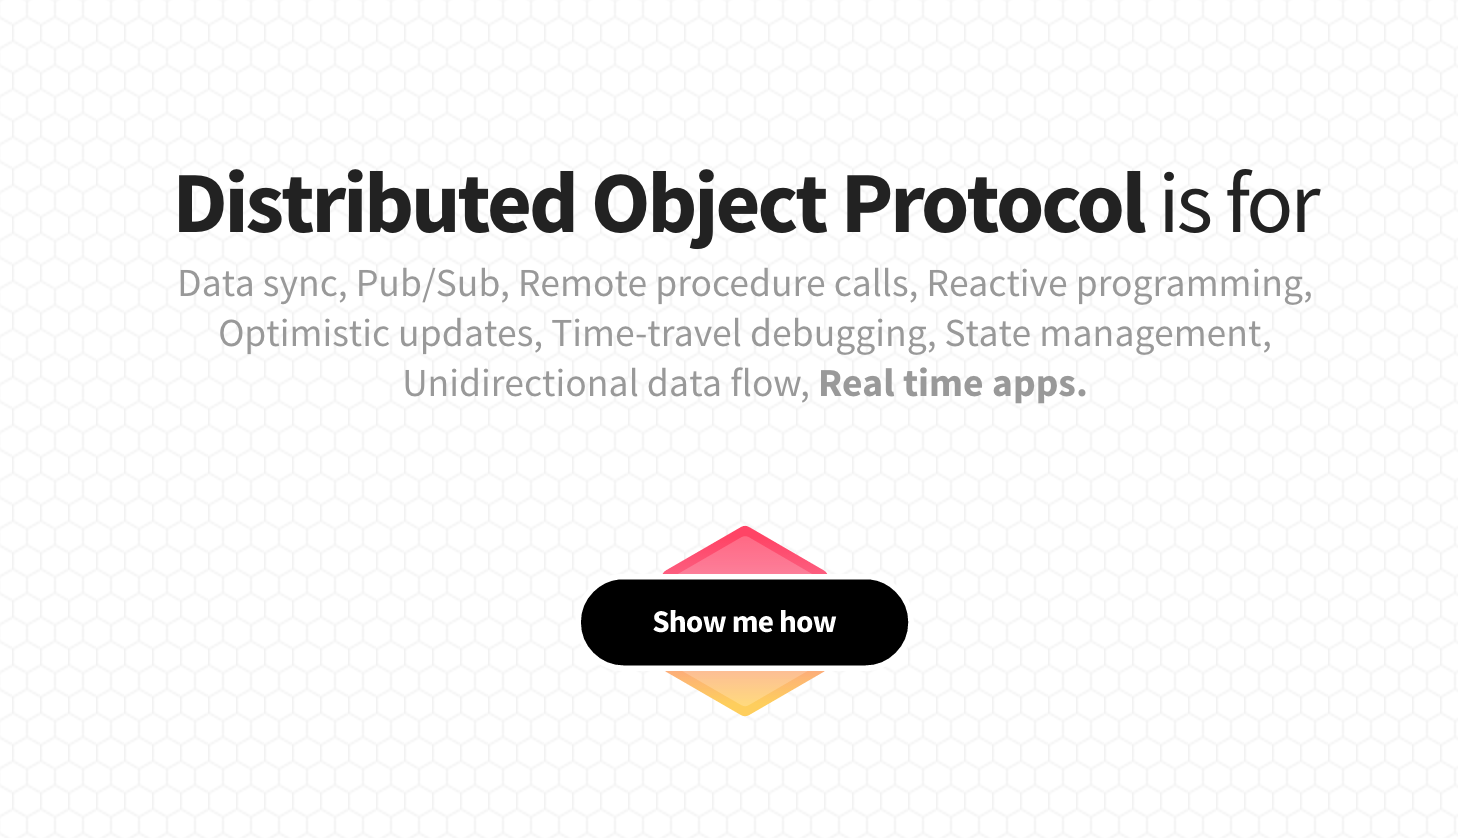 Distributed Object Protocol is for
Data sync, Pub/Sub, Remote procedure calls, Reactive programming,
Optimistic updates, Time-travel debugging, State management,
Unidirectional data flow, Real time apps.
Show me how